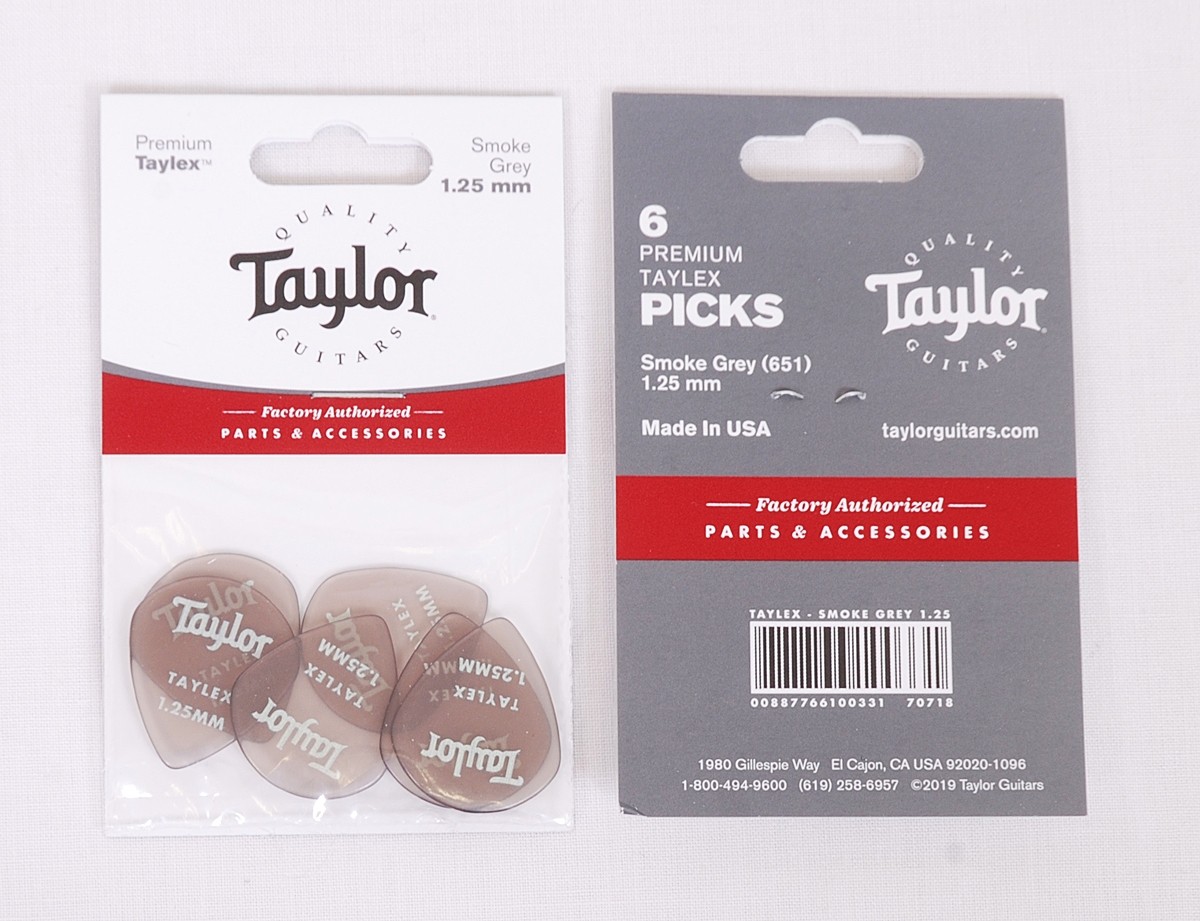 Premium
Taylex™
Smoke
Grey
1.25 mm
QUALITY
Taylor®
GUITARS
Factory Authorized
PARTS & ACCESSORIES
Taylor
TAYLEX
1.25MM
Taylor
TAYLEX
1.25MM
Taylor
TAYLEX
1.25MM
6
PREMIUM
TAYLEX
PICKS
Smoke Grey (651)
1.25 mm
Made In USA
QUALITY
Taylor®
GUITARS
taylorguitars.com
Factory Authorized
PARTS & ACCESSORIES
TAYLEX - SMOKE GREY 1.25
00887766100331 70718
1980 Gillespie Way El Cajon, CA USA 92020-1096
1-800-494-9600 (619) 258-6957 ©2019 Taylor Guitars